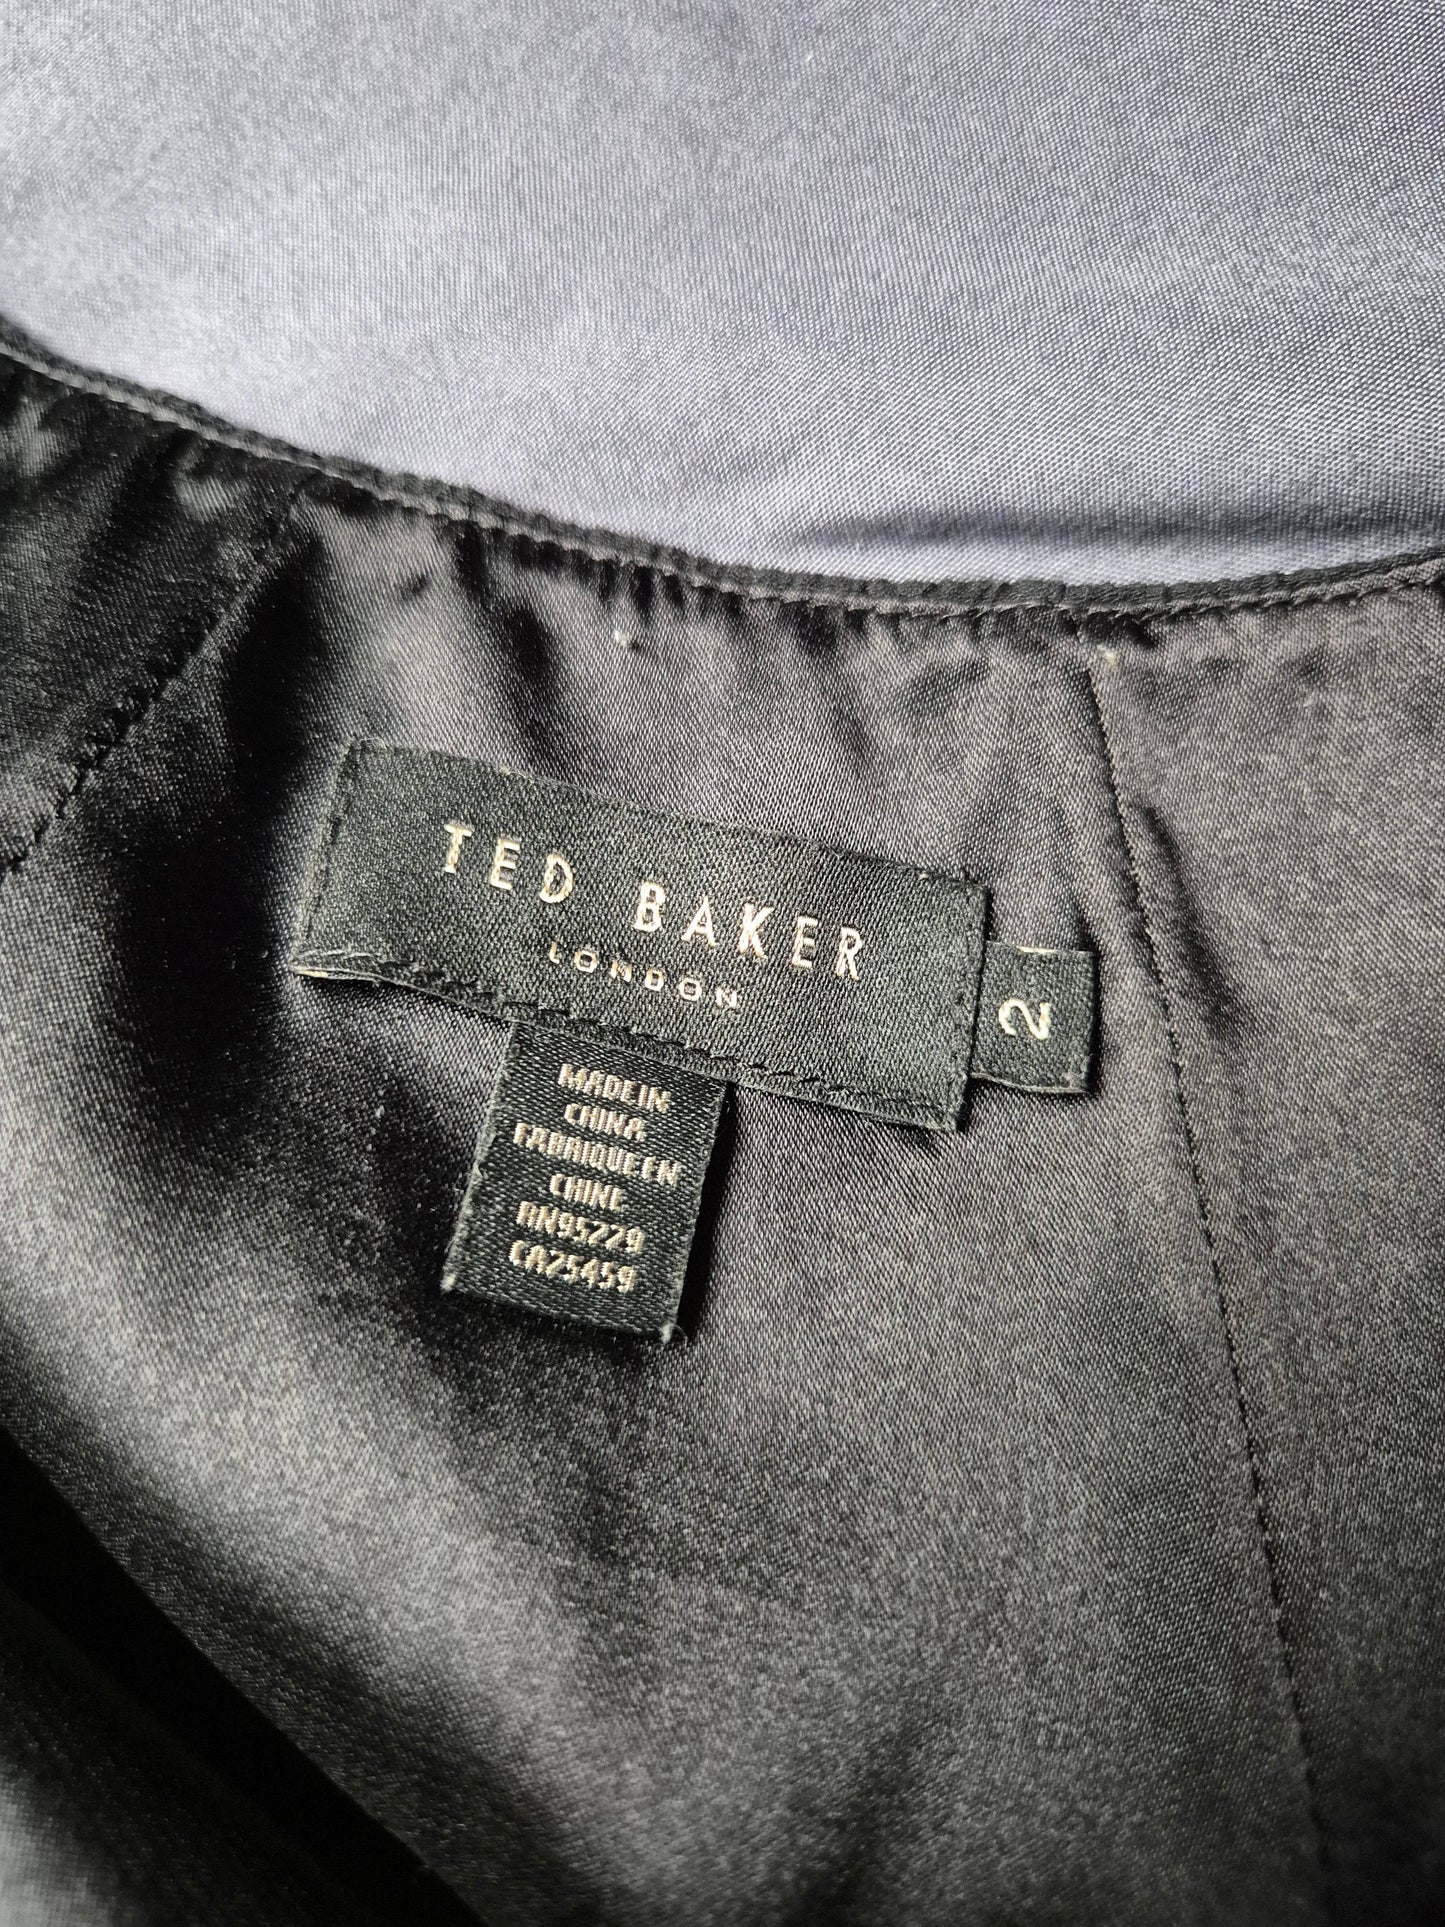 TED BAKER
LONDON
2
MADE IN
CHINA
FABRIQUE EN
CHINE
RN95229
CA25459